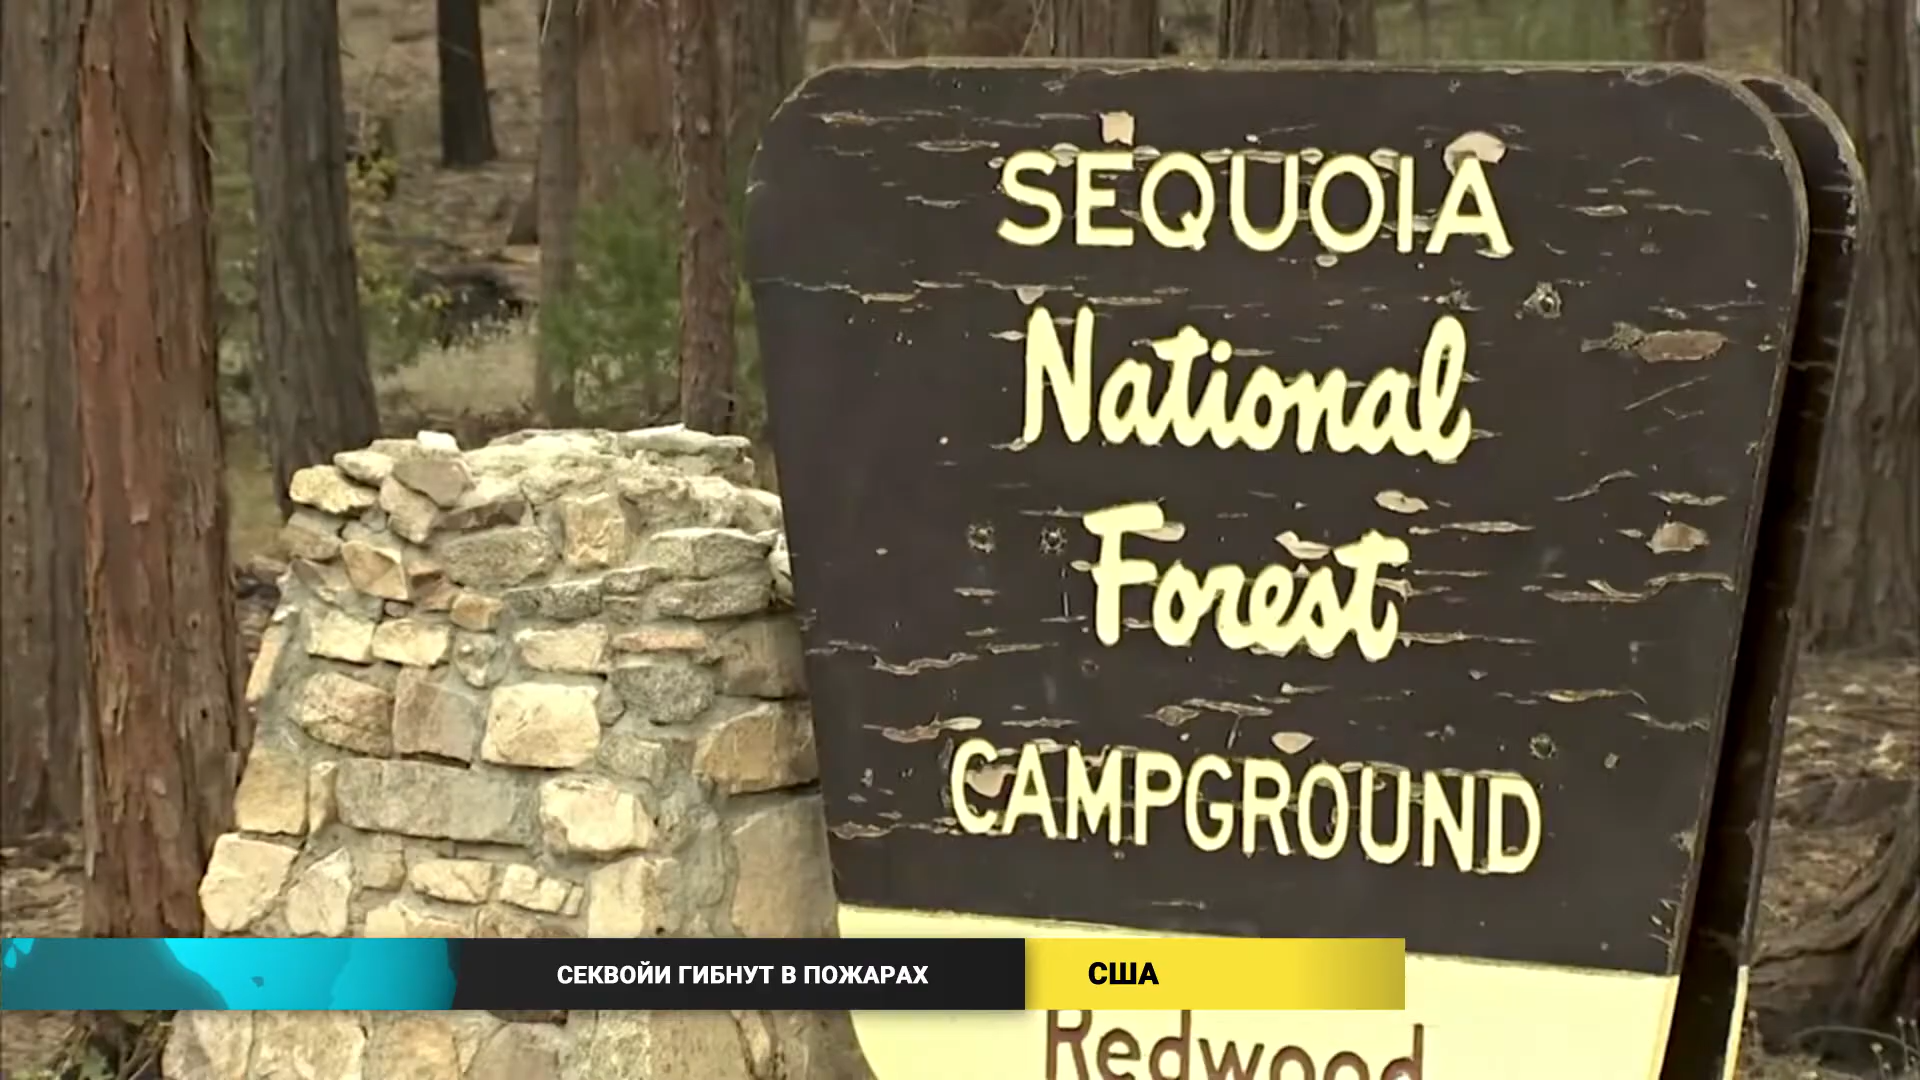 SEQUOIA
National
Forest
CAMPGROUND
СЕКВОЙИ ГИБНУТ В ПОЖАРАХ
США
Redwood